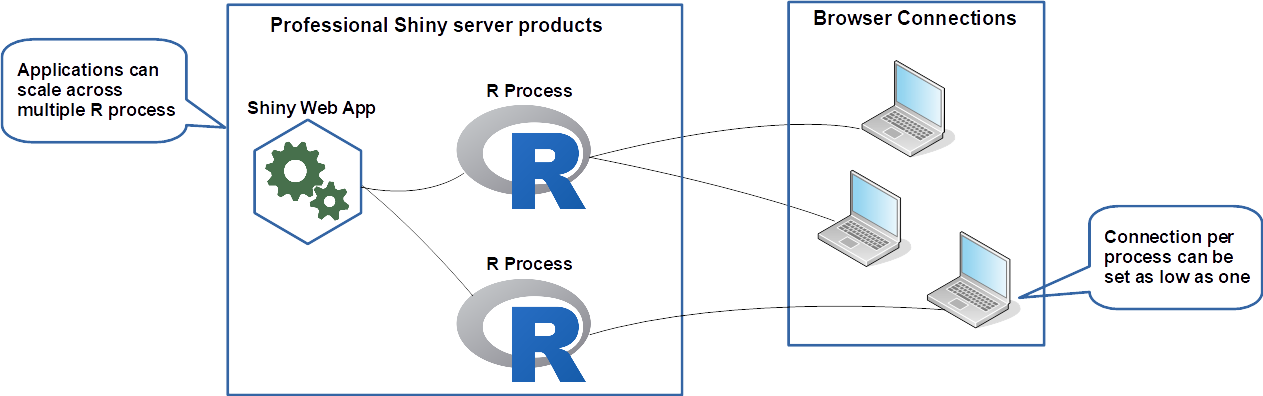 Professional Shiny server products
Browser Connections
Applications can
scale across
multiple R process
Shiny Web App
R Process
R
R Process
R
Connection per
process can be
set as low as one